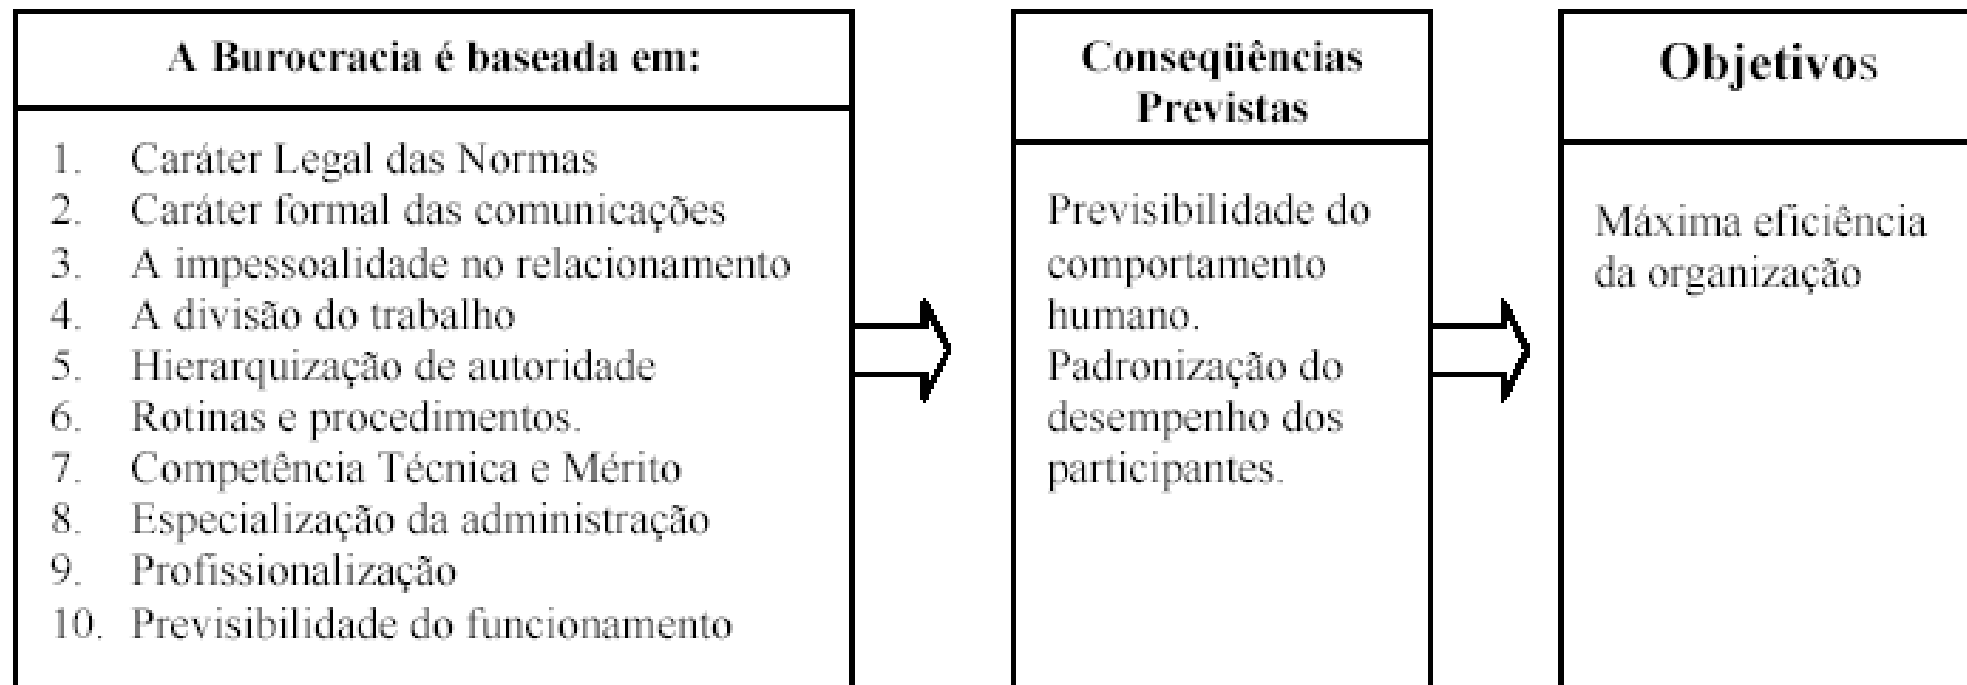 A Burocracia é baseada em:
1. Caráter Legal das Normas
2. Caráter formal das comunicações
3. A impessoalidade no relacionamento
4. A divisão do trabalho
5. Hierarquização de autoridade
6. Rotinas e procedimentos.
7. Competência Técnica e Mérito
8. Especialização da administração
9. Profissionalização
10. Previsibilidade do funcionamento
Conseqüências
Previstas
Previsibilidade do
comportamento
humano.
Padronização do
desempenho dos
participantes.
Objetivos
Máxima eficiência
da organização